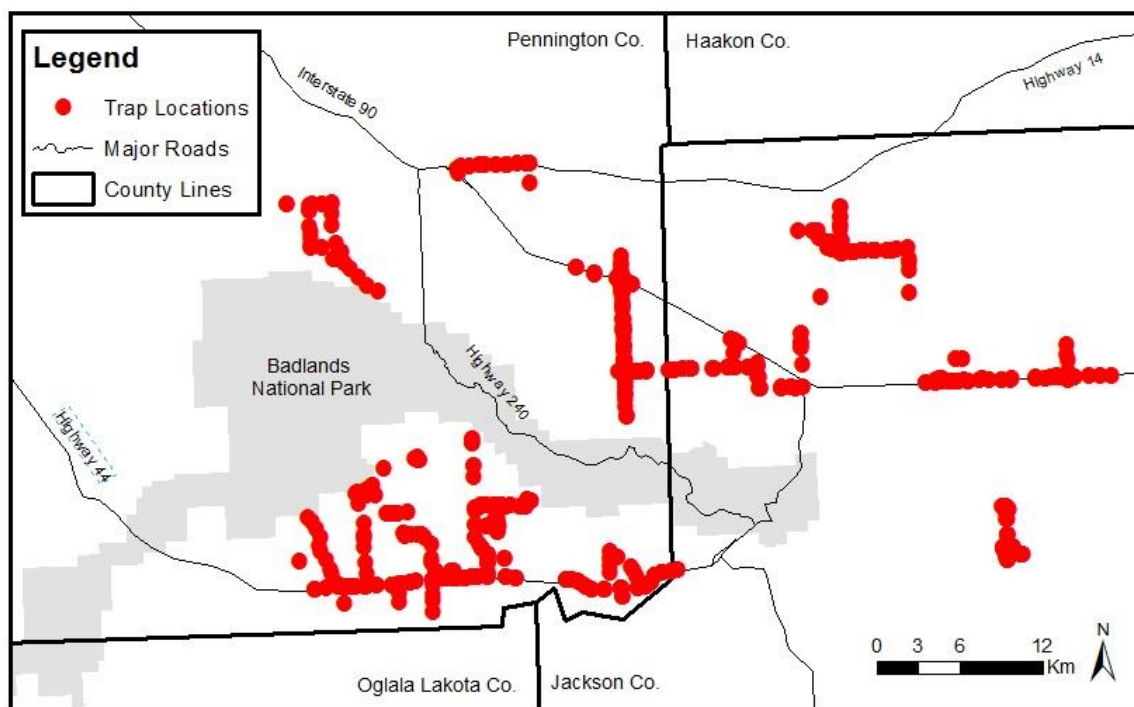 Legend
Trap Locations
Major Roads
County Lines
Pennington Co.
Haakon Co.
Interstate 90
Highway 14
Badlands
National Park
Highway 240
Highway 44
Oglala Lakota Co.
Jackson Co.
N
0 3 6 12
Km